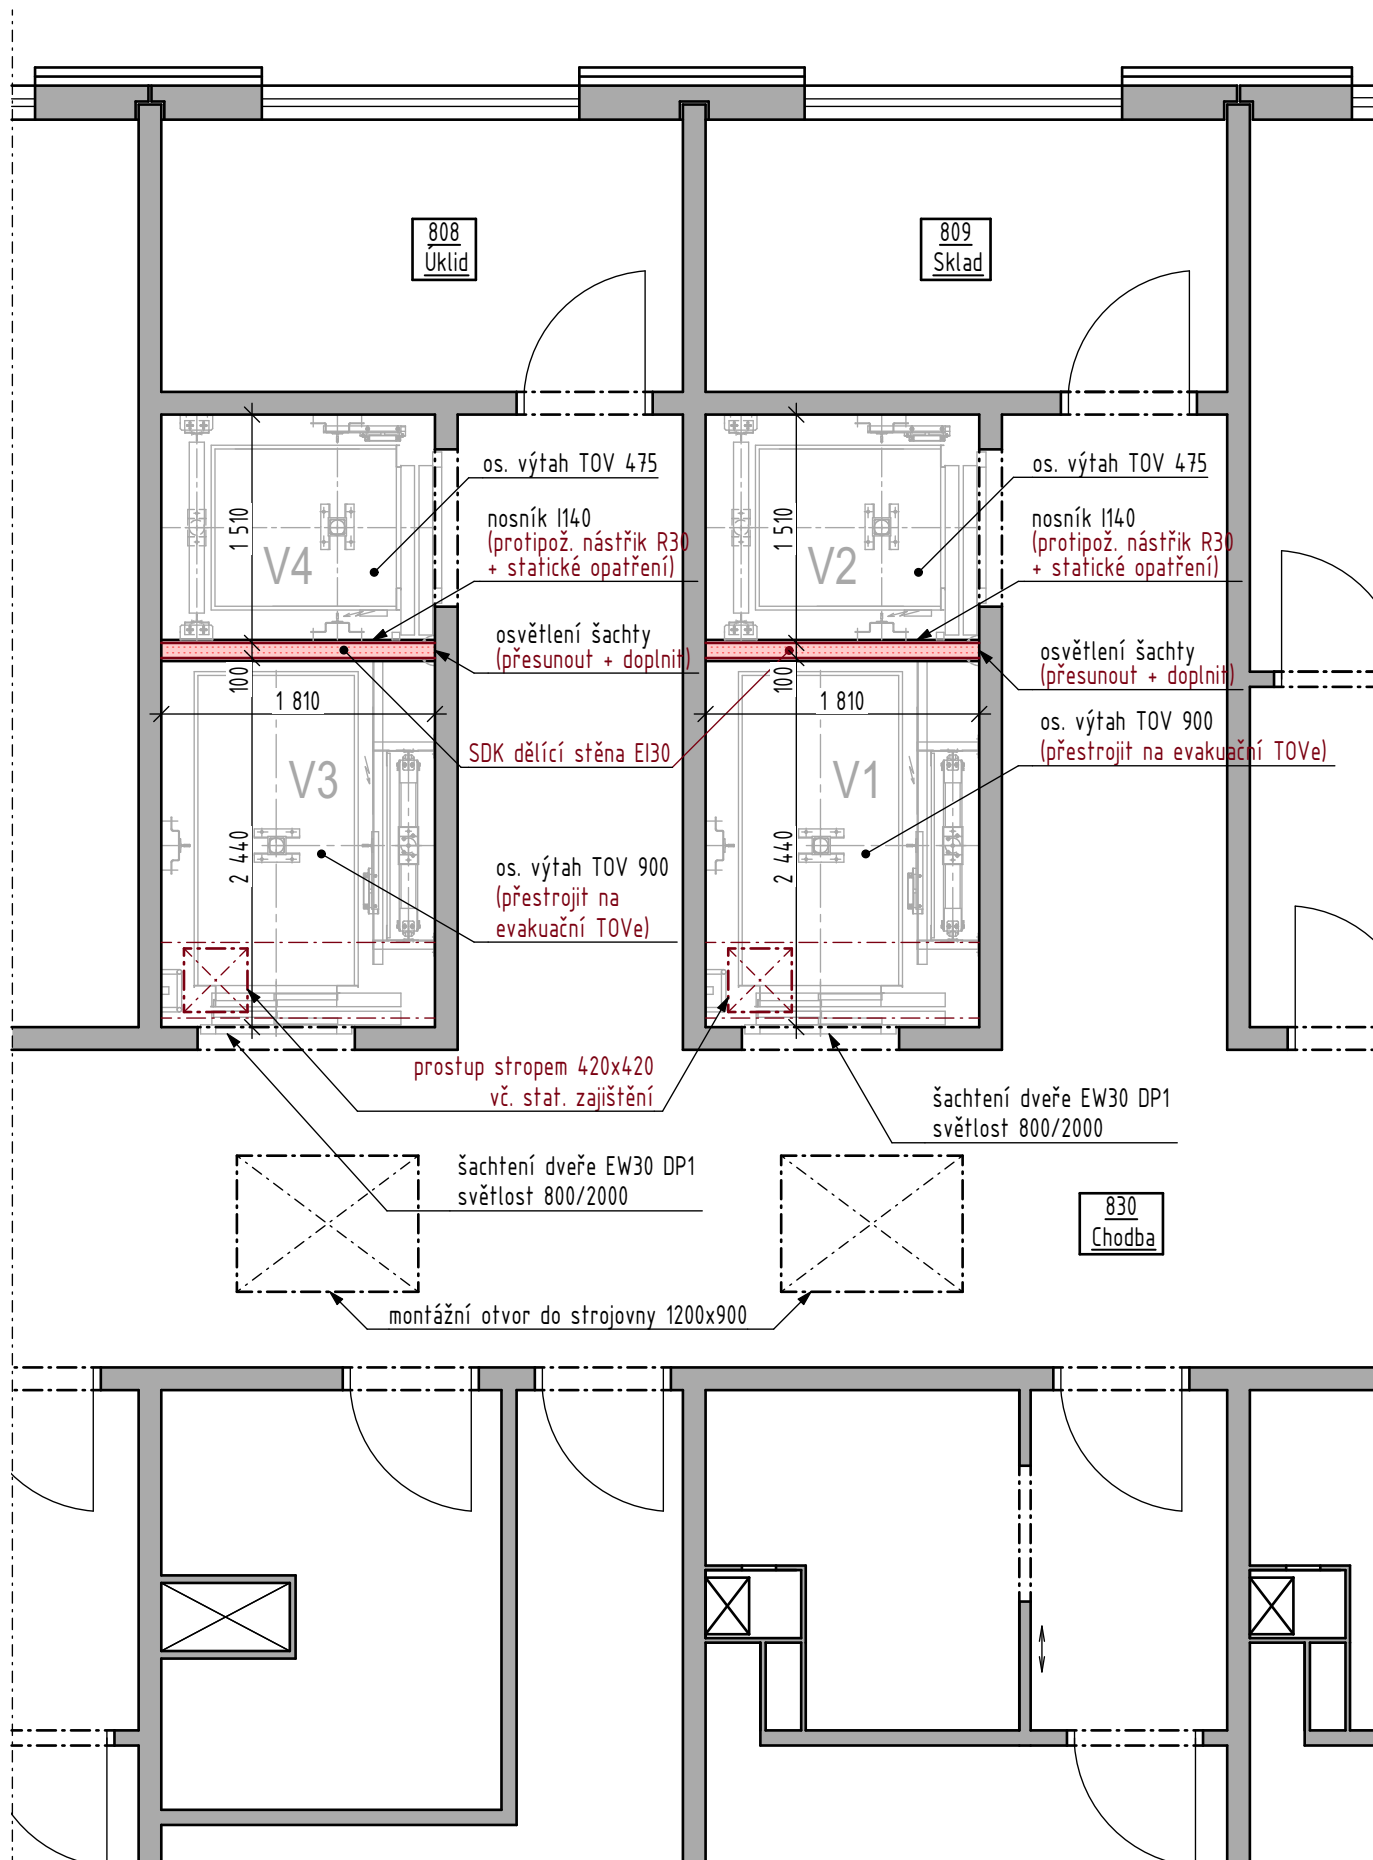 808
Úklid
809
Sklad
os. výtah TOV 475
os. výtah TOV 475
1 510
1 510
nosník I140
(protipož. nástřik R30
+ statické opatření)
nosník I140
(protipož. nástřik R30
+ statické opatření)
V4
V2
osvětlení šachty
(přesunout + doplnit)
osvětlení šachty
(přesunout + doplnit)
100
100
1 810
1 810
os. výtah TOV 900
(přestrojit na evakuační TOVe)
SDK dělící stěna EI30
V3
V1
2 440
2 440
os. výtah TOV 900
(přestrojit na
evakuační TOVe)
prostup stropem 420x420
vč. stat. zajištění
šachtení dveře EW30 DP1
světlost 800/2000
šachtení dveře EW30 DP1
světlost 800/2000
830
Chodba
montážní otvor do strojovny 1200x900